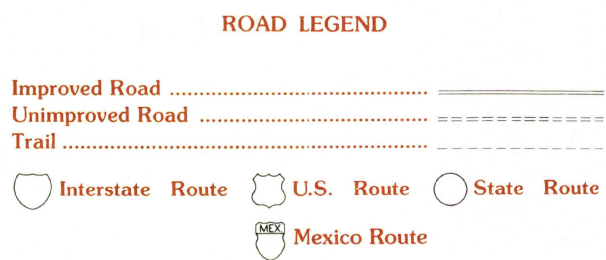 ROAD LEGEND
Improved Road
Unimproved Road
Trail
Interstate Route U.S. Route State Route
MEX. Mexico Route